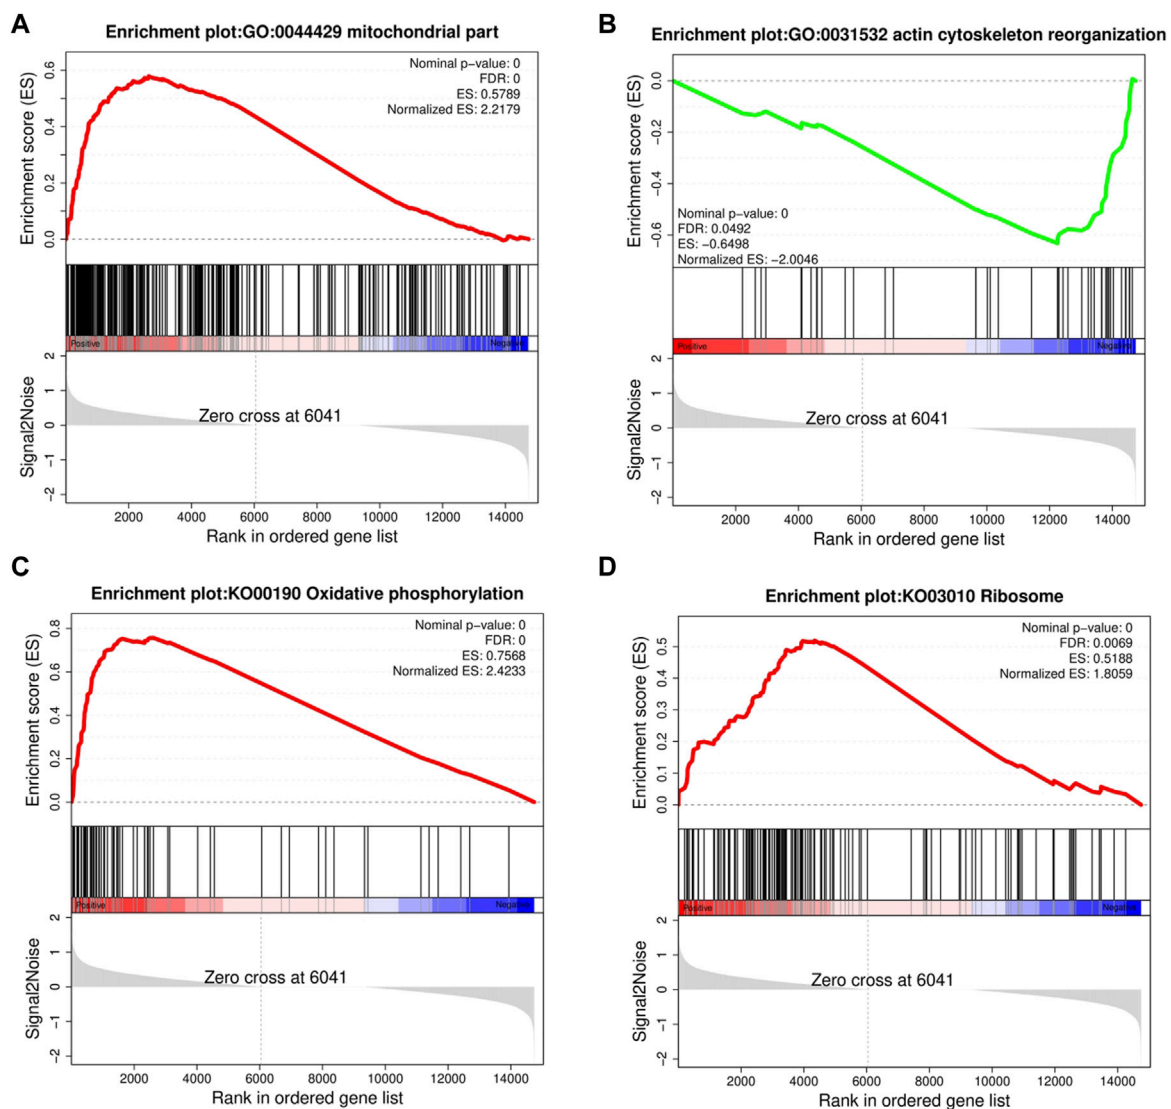 A
Enrichment plot:GO:0044429 mitochondrial part
Enrichment score (ES)
0.6
0.4
0.2
0.0
Nominal p-value: 0
FDR: 0
ES: 0.5789
Normalized ES: 2.2179
Positive
Negative
Signal2Noise
2
1
0
−1
−2
Zero cross at 6041
2000 4000 6000 8000 10000 12000 14000
Rank in ordered gene list
B
Enrichment plot:GO:0031532 actin cytoskeleton reorganization
Enrichment score (ES)
0.0
−0.2
−0.4
−0.6
Nominal p-value: 0
FDR: 0.0492
ES: −0.6498
Normalized ES: −2.0046
Positive
Negative
Signal2Noise
2
1
0
−1
−2
Zero cross at 6041
2000 4000 6000 8000 10000 12000 14000
Rank in ordered gene list
C
Enrichment plot:KO00190 Oxidative phosphorylation
Enrichment score (ES)
0.8
0.6
0.4
0.2
0.0
Nominal p-value: 0
FDR: 0
ES: 0.7568
Normalized ES: 2.4233
Positive
Negative
Signal2Noise
2
1
0
−1
−2
Zero cross at 6041
2000 4000 6000 8000 10000 12000 14000
Rank in ordered gene list
D
Enrichment plot:KO03010 Ribosome
Enrichment score (ES)
0.5
0.4
0.3
0.2
0.1
0.0
Nominal p-value: 0
FDR: 0.0069
ES: 0.5188
Normalized ES: 1.8059
Positive
Negative
Signal2Noise
2
1
0
−1
−2
Zero cross at 6041
2000 4000 6000 8000 10000 12000 14000
Rank in ordered gene list